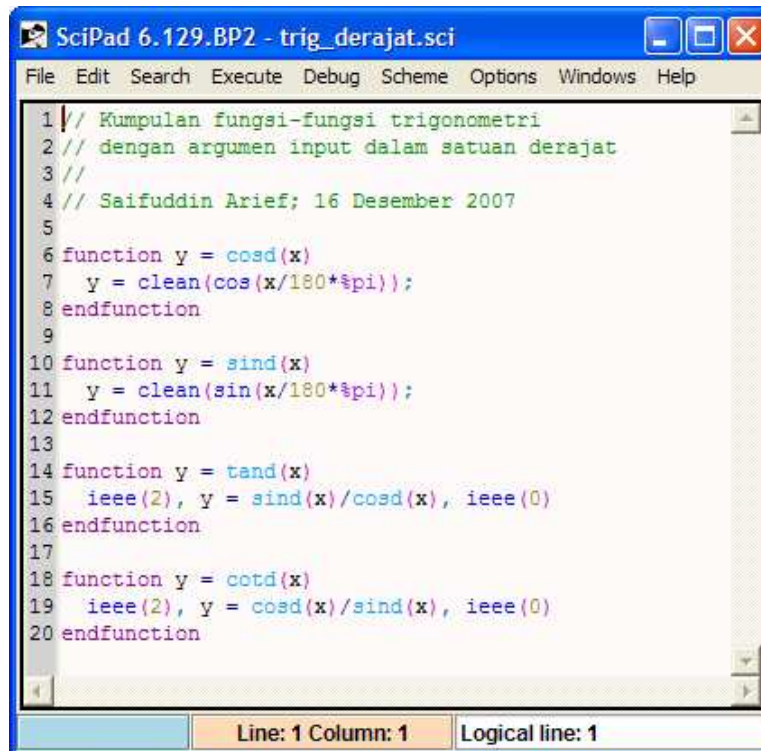 SciPad 6.129.BP2 - trig_derajat.sci
File Edit Search Execute Debug Scheme Options Windows Help
1 // Kumpulan fungsi-fungsi trigonometri
2 // dengan argumen input dalam satuan derajat
3 //
4 // Saifuddin Arief; 16 Desember 2007
5
6 function y = cosd(x)
7   y = clean(cos(x/180*%pi));
8 endfunction
9
10 function y = sind(x)
11   y = clean(sin(x/180*%pi));
12 endfunction
13
14 function y = tand(x)
15   ieee(2), y = sind(x)/cosd(x), ieee(0)
16 endfunction
17
18 function y = cotd(x)
19   ieee(2), y = cosd(x)/sind(x), ieee(0)
20 endfunction
Line: 1 Column: 1 Logical line: 1